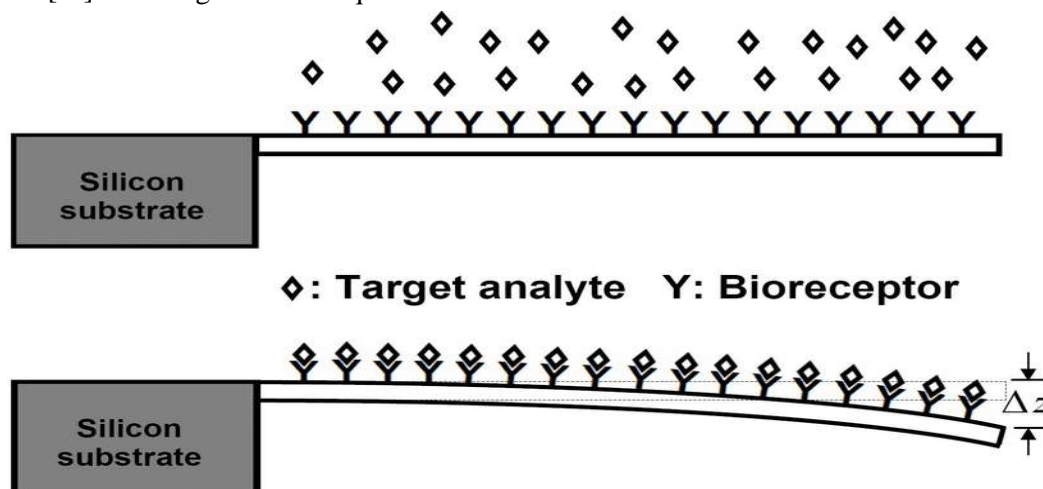 Silicon
substrate
◇: Target analyte Y: Bioreceptor
Silicon
substrate
Δz